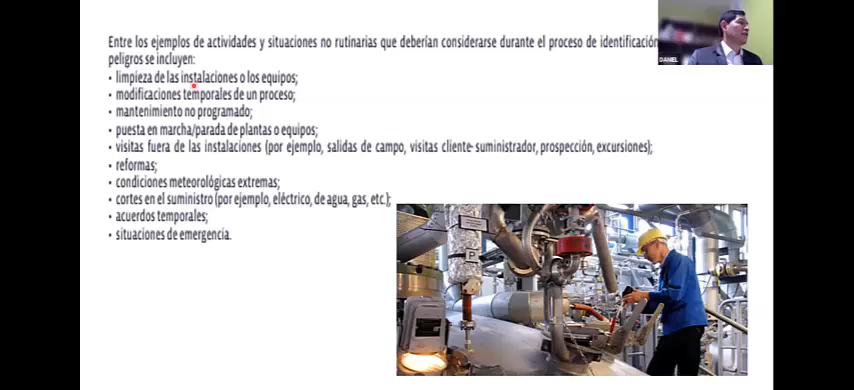 Entre los ejemplos de actividades y situaciones no rutinarias que deberían considerarse durante el proceso de identificación
peligros se incluyen:
• limpieza de las instalaciones o los equipos;
• modificaciones temporales de un proceso;
• mantenimiento no programado;
• puesta en marcha/parada de plantas o equipos;
• visitas fuera de las instalaciones (por ejemplo, salidas de campo, visitas cliente-suministrador, prospección, excursiones);
• reformas;
• condiciones meteorológicas extremas;
• cortes en el suministro (por ejemplo, eléctrico, de agua, gas, etc.);
• acuerdos temporales;
• situaciones de emergencia.
DANIEL
P